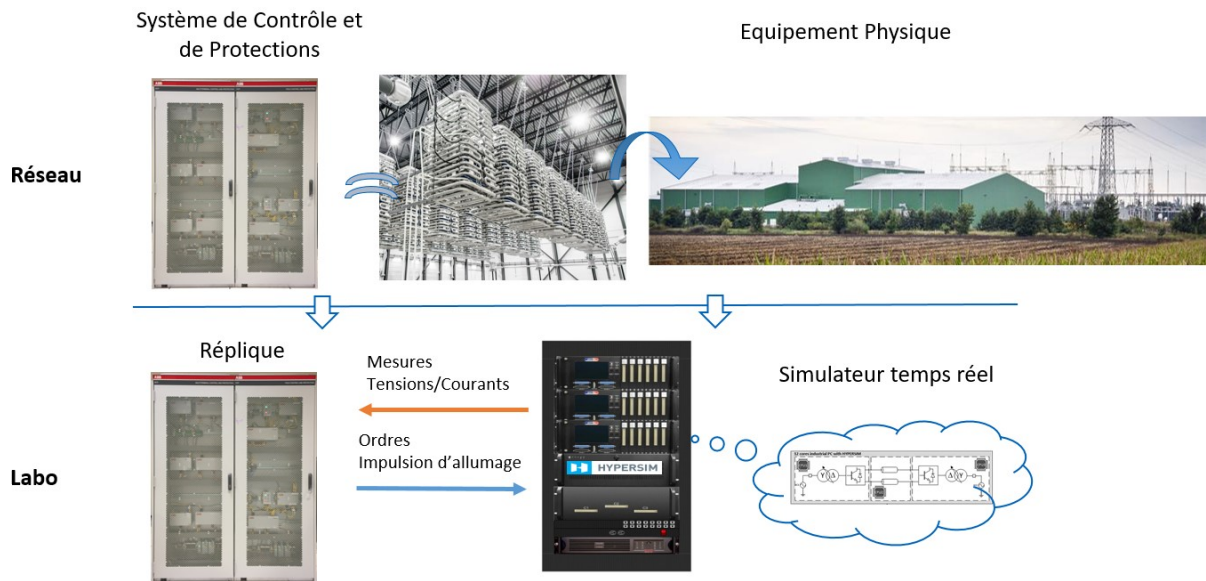 Système de Contrôle et
de Protections
Equipement Physique
Réseau
Réplique
Mesures
Tensions/Courants
Simulateur temps réel
Ordres
Impulsion d'allumage
HYPERSIM
Labo